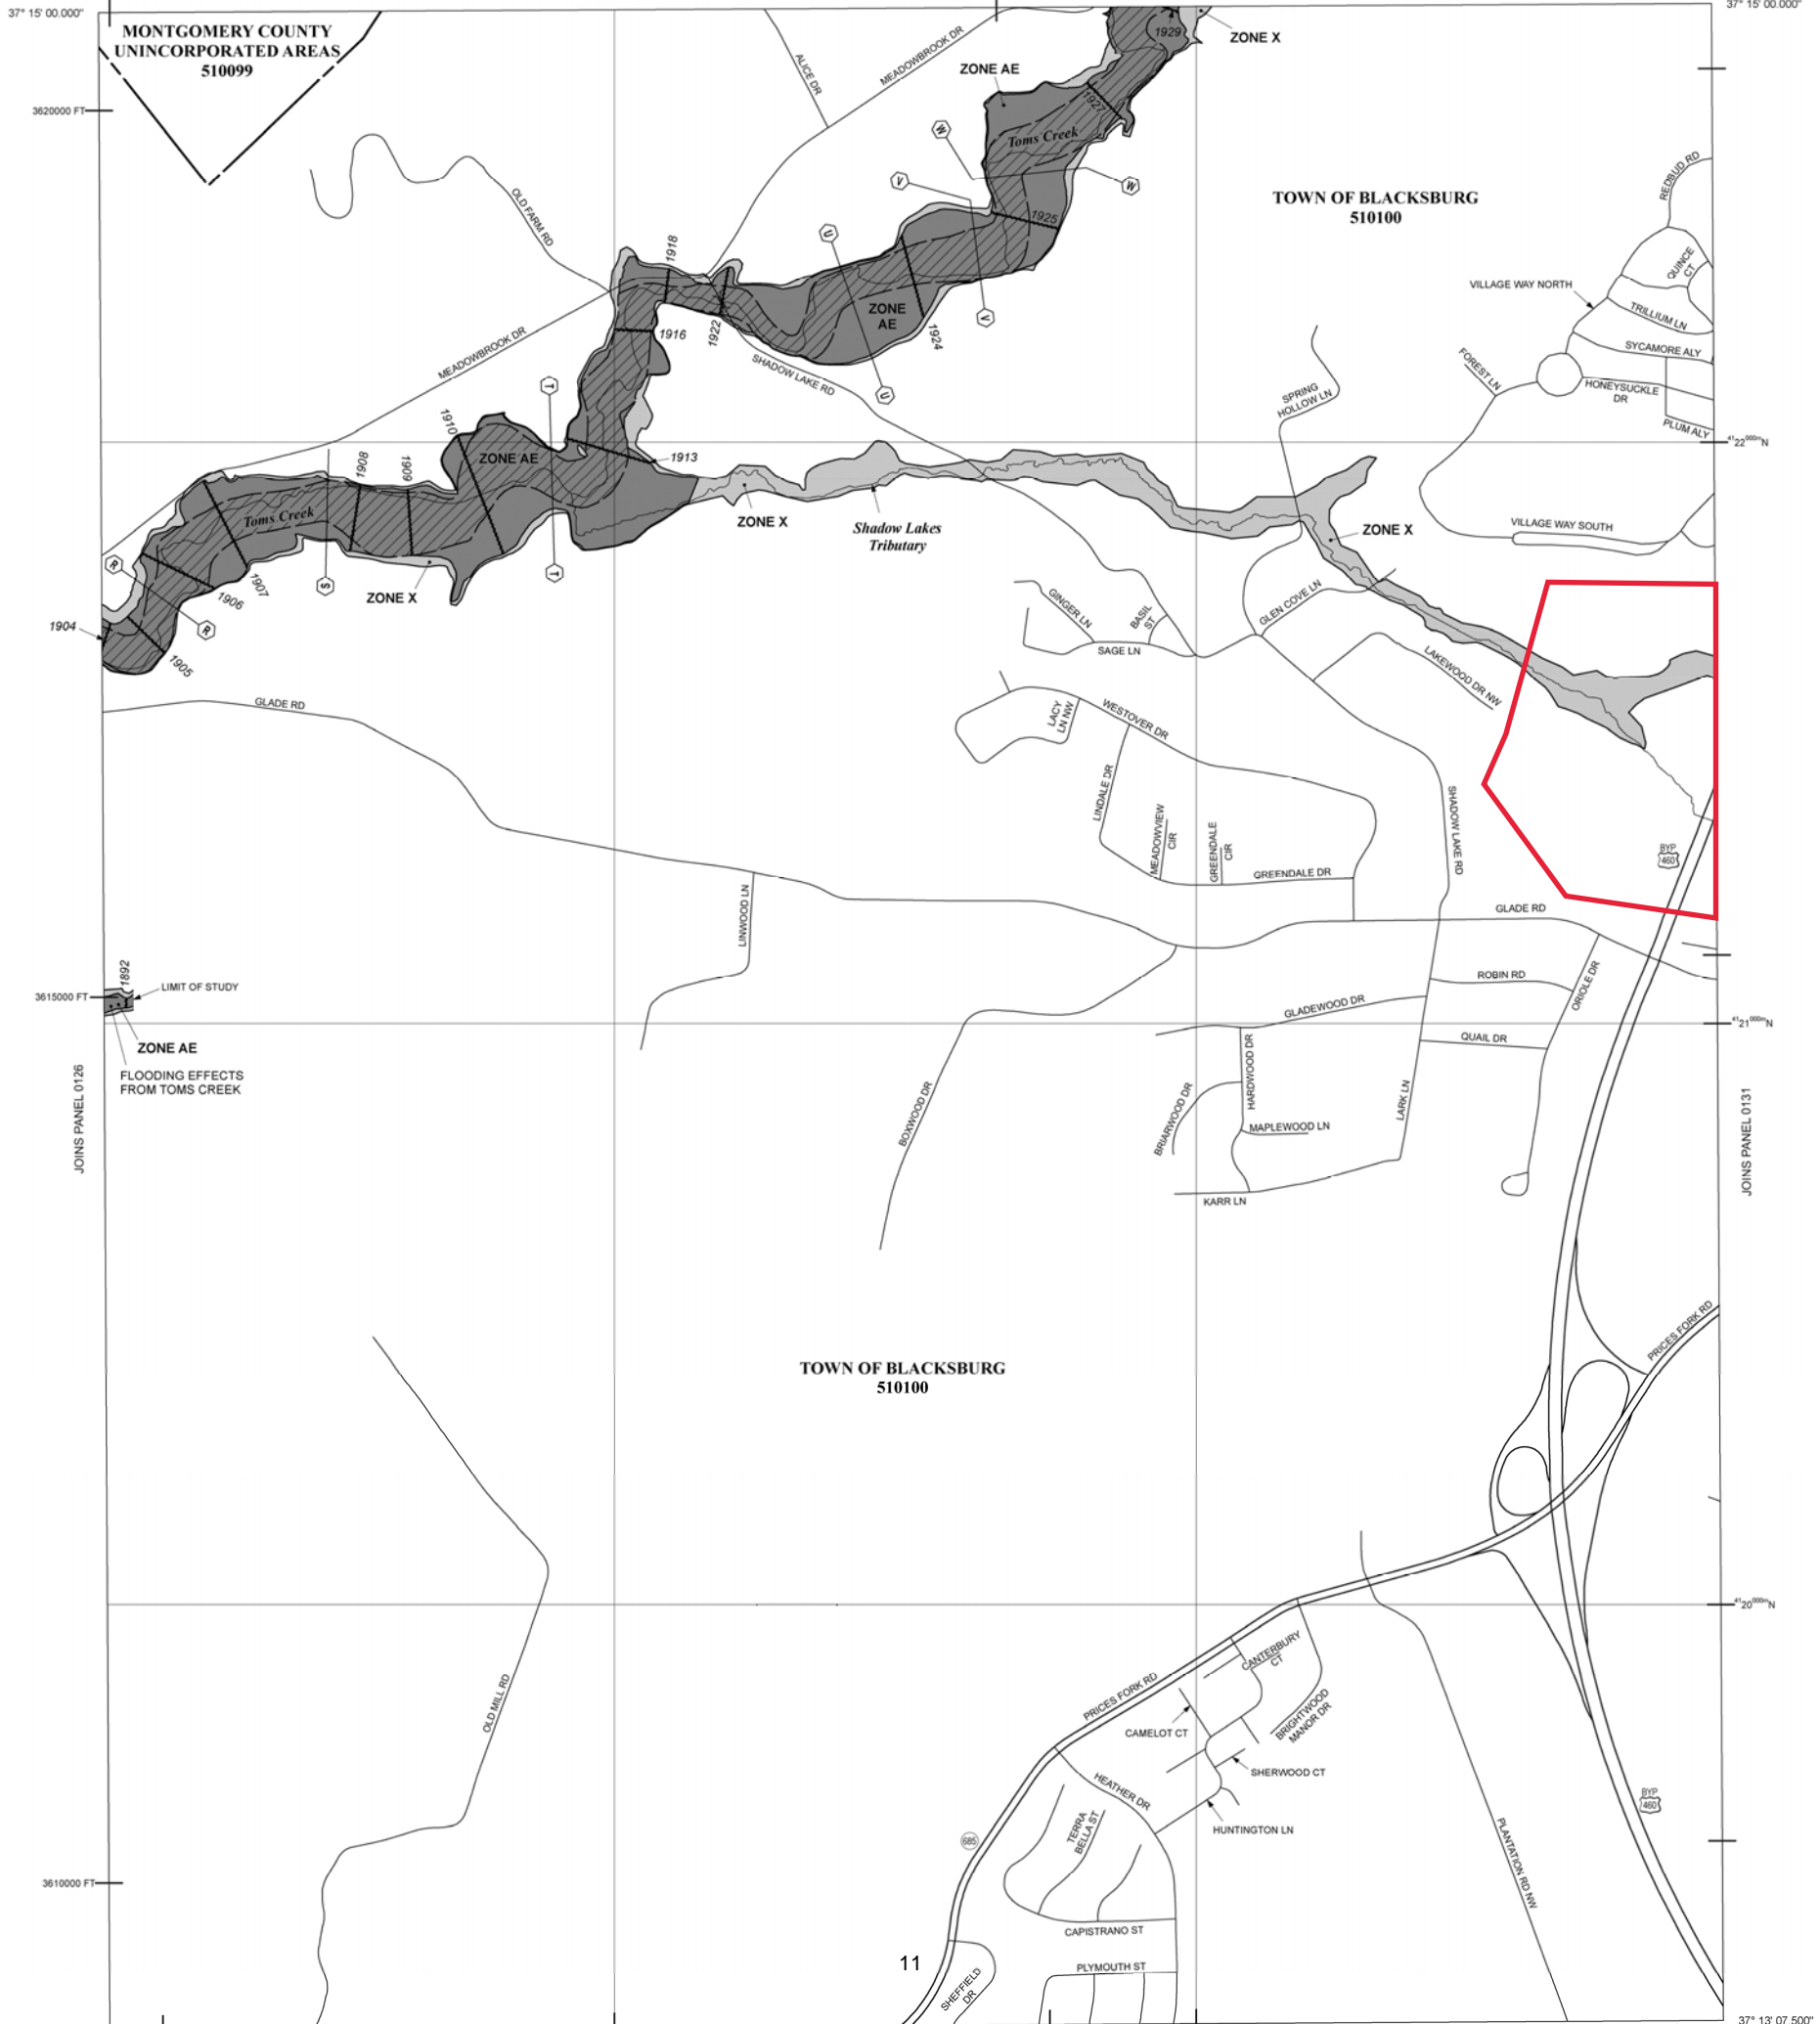 37° 15' 00.000"
37° 15' 00.000"
MONTGOMERY COUNTY
UNINCORPORATED AREAS
510099
1929
ZONE X
ALICE DR
MEADOWBROOK DR
ZONE AE
3620000 FT
1927
Toms Creek
W
W
V
TOWN OF BLACKSBURG
510100
REDBUD RD
OLD FARM RD
1925
U
1918
QUINCE
CT
VILLAGE WAY NORTH
TRILLIUM LN
ZONE
AE
V
1916
1922
1924
SYCAMORE ALY
MEADOWBROOK DR
SHADOW LAKE RD
FOREST LN
HONEYSUCKLE
DR
T
U
SPRING
HOLLOW LN
PLUM ALY
1910
4122000mN
ZONE AE
1913
1908
1909
Toms Creek
ZONE X
Shadow Lakes
Tributary
ZONE X
VILLAGE WAY SOUTH
R
S
T
1907
1906
ZONE X
GINGER LN
BASIL
ST
GLEN COVE LN
1904
R
1905
SAGE LN
LAKEWOOD DR NW
GLADE RD
LACY
LN NW
WESTOVER DR
LINDALE DR
SHADOW LAKE RD
MEADOWVIEW
CIR
GREENDALE
CIR
GREENDALE DR
BYP
460
LINWOOD LN
GLADE RD
1892
LIMIT OF STUDY
3615000 FT
ROBIN RD
ORIOLE DR
GLADEWOOD DR
4121000mN
ZONE AE
QUAIL DR
FLOODING EFFECTS
FROM TOMS CREEK
HARDWOOD DR
JOINS PANEL 0126
BOXWOOD DR
BRIARWOOD DR
MAPLEWOOD LN
LARK LN
JOINS PANEL 0131
KARR LN
PRICES FORK RD
TOWN OF BLACKSBURG
510100
4120000mN
OLD MILL RD
PRICES FORK RD
CANTERBURY
CT
CAMELOT CT
BRIGHTWOOD
MANOR DR
SHERWOOD CT
HEATHER DR
BYP
460
HUNTINGTON LN
TERRA
BELLA ST
685
PLANTATION RD NW
3610000 FT
CAPISTRANO ST
11
PLYMOUTH ST
SHEFFIELD
DR
37° 13' 07.500"